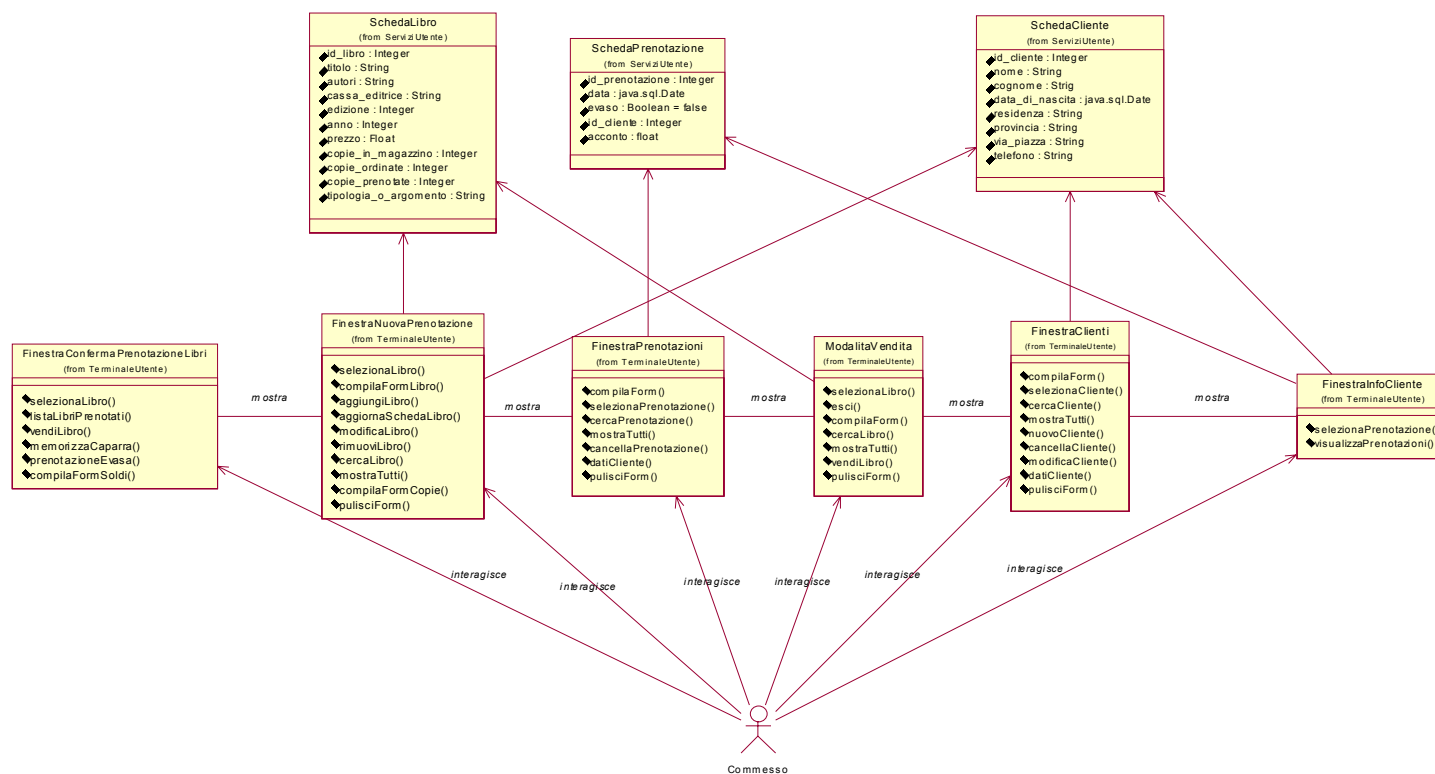 SchedaLibro
(from ServiziUtente)
id_libro : Integer
titolo : String
autori : String
cassa_editrice : String
edizione : Integer
anno : Integer
prezzo : Float
copie_in_magazzino : Integer
copie_ordinate : Integer
copie_prenotate : Integer
tipologia_o_argomento : String
SchedaPrenotazione
(from ServiziUtente)
id_prenotazione : Integer
data : java.sql.Date
evaso : Boolean = false
id_cliente : Integer
acconto : float
SchedaCliente
(from ServiziUtente)
id_cliente : Integer
nome : String
cognome : Strig
data_di_nascita : java.sql.Date
residenza : String
provincia : String
via_piazza : String
telefono : String
FinestraConfermaPrenotazioneLibri
(from TerminaleUtente)
selezionaLibro()
listaLibriPrenotati()
vendiLibro()
memorizzaCaparra()
prenotazioneEvasa()
compilaFormSoldi()
mostra
FinestraNuovaPrenotazione
(from TerminaleUtente)
selezionaLibro()
compilaFormLibro()
aggiungiLibro()
aggiornaSchedaLibro()
modificaLibro()
rimuoviLibro()
cercaLibro()
mostraTutti()
compilaFormCopie()
pulisciForm()
mostra
FinestraPrenotazioni
(from TerminaleUtente)
compilaForm()
selezionaPrenotazione()
cercaPrenotazione()
mostraTutti()
cancellaPrenotazione()
datiCliente()
pulisciForm()
mostra
ModalitaVendita
(from TerminaleUtente)
selezionaLibro()
esci()
compilaForm()
cercaLibro()
mostraTutti()
vendiLibro()
pulisciForm()
mostra
FinestraClienti
(from TerminaleUtente)
compilaForm()
selezionaCliente()
cercaCliente()
mostraTutti()
nuovoCliente()
cancellaCliente()
modificaCliente()
datiCliente()
pulisciForm()
mostra
FinestraInfoCliente
(from TerminaleUtente)
selezionaPrenotazione(
visualizzaPrenotazioni()
interagisce
interagisce
interagisce
interagisce
interagisce
interagisce
Commesso